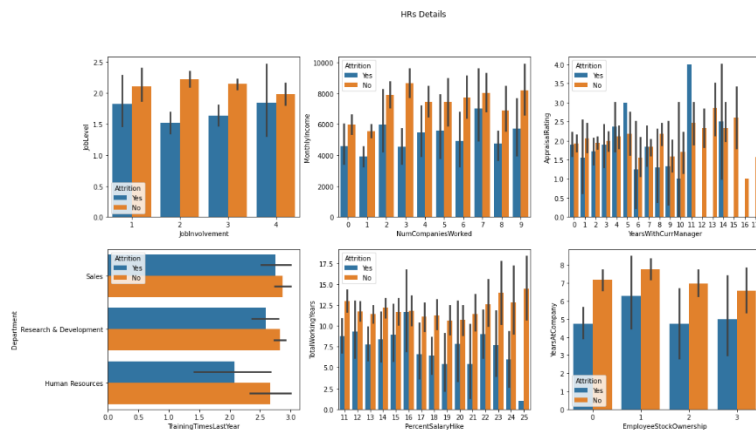 HRs Details
JobLevel
2.5
2.0
1.5
1.0
0.5
0.0
Attrition
Yes
No
1 2 3 4
JobInvolvement
MonthlyIncome
10000
8000
6000
4000
2000
0
Attrition
Yes
No
0 1 2 3 4 5 6 7 8 9
NumCompaniesWorked
AppraisalRating
4.0
3.5
3.0
2.5
2.0
1.5
1.0
0.5
0.0
Attrition
Yes
No
0 1 2 3 4 5 6 7 8 9 10 11 12 13 14 15 16
YearsWithCurrManager
Department
Sales
Research & Development
Human Resources
Attrition
Yes
No
0.0 0.5 1.0 1.5 2.0 2.5 3.0
TrainingTimesLastYear
TotalWorkingYears
17.5
15.0
12.5
10.0
7.5
5.0
2.5
0.0
Attrition
Yes
No
11 12 13 14 15 16 17 18 19 20 21 22 23 24 25
PercentSalaryHike
YearsAtCompany
8
7
6
5
4
3
2
1
0
Attrition
Yes
No
0 1 2 3
EmployeeStockOwnership